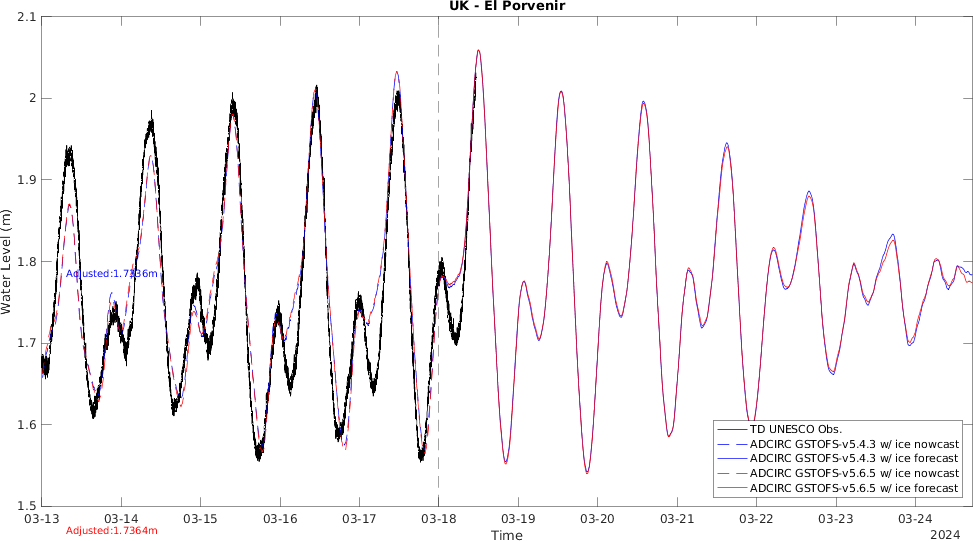 UK - El Porvenir
2.1
2
1.9
1.8
1.7
1.6
1.5
Water Level (m)
Adjusted:1.7336m
TD UNESCO Obs.
ADCIRC GSTOFS-v5.4.3 w/ ice nowcast
ADCIRC GSTOFS-v5.4.3 w/ ice forecast
ADCIRC GSTOFS-v5.6.5 w/ ice nowcast
ADCIRC GSTOFS-v5.6.5 w/ ice forecast
03-13 03-14 03-15 03-16 03-17 03-18 03-19 03-20 03-21 03-22 03-23 03-24
Adjusted:1.7364m
Time
2024